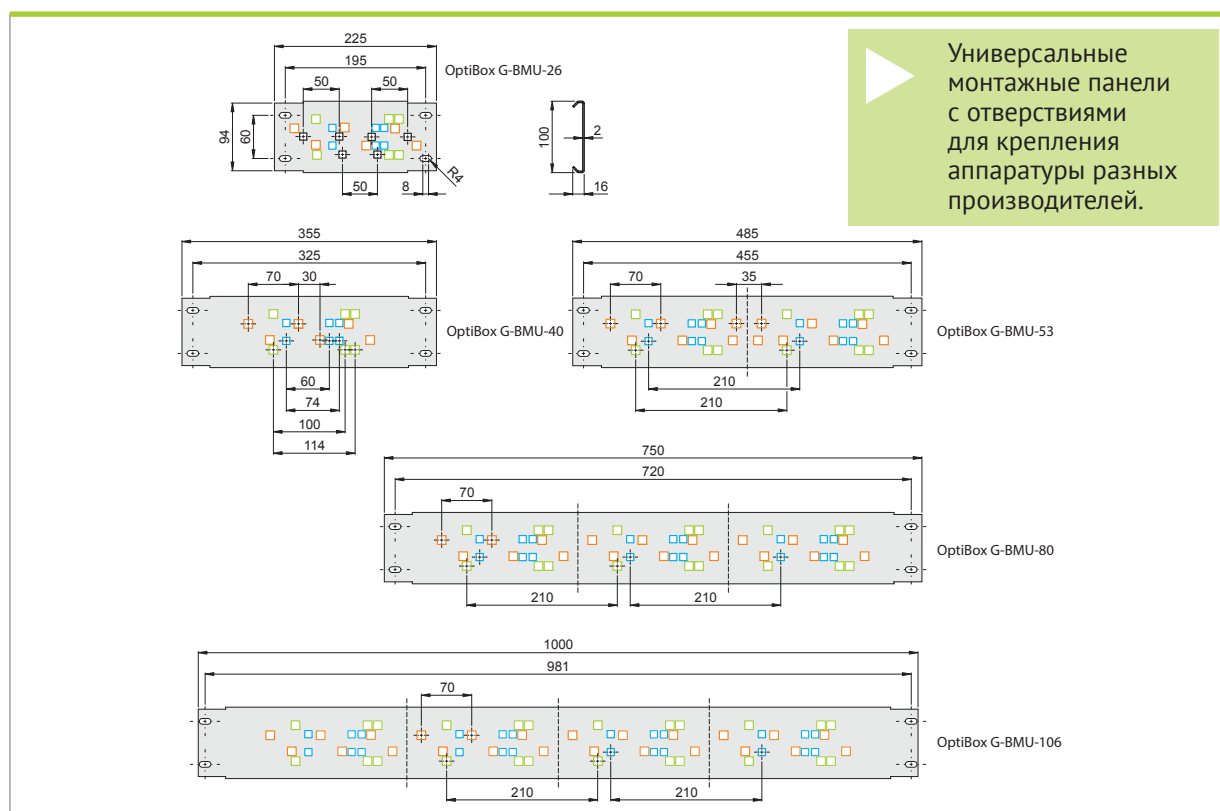 225
195
OptiBox G-BMU-26
50
50
94
60
50
8
R4
100
2
16
Универсальные
монтажные панели
с отверствиями
для крепления
аппаратуры разных
производителей.
355
325
70
30
OptiBox G-BMU-40
60
74
100
114
485
455
70
35
OptiBox G-BMU-53
210
210
750
720
70
OptiBox G-BMU-80
210
210
1000
981
70
OptiBox G-BMU-106
210
210